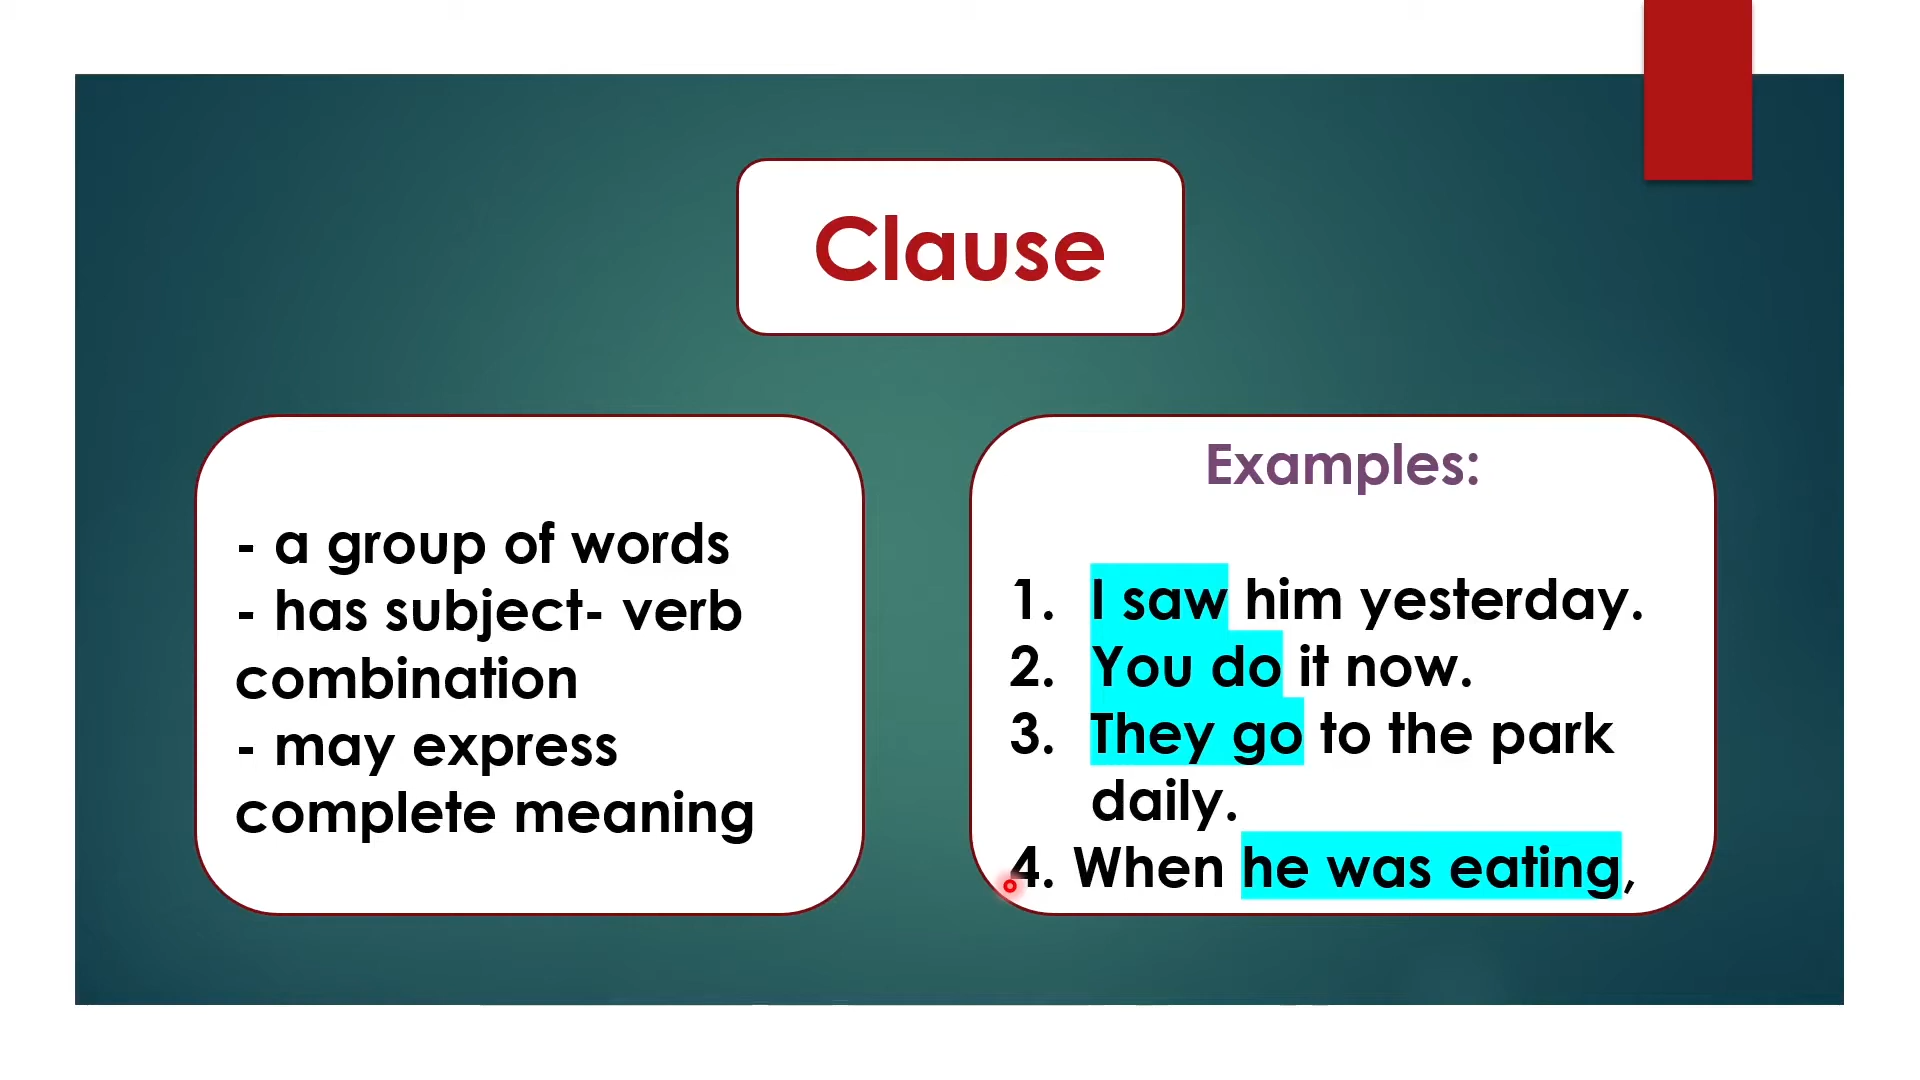 Clause
- a group of words
- has subject- verb
combination
- may express
complete meaning
Examples:
1. I saw him yesterday.
2. You do it now.
3. They go to the park
daily.
4. When he was eating,